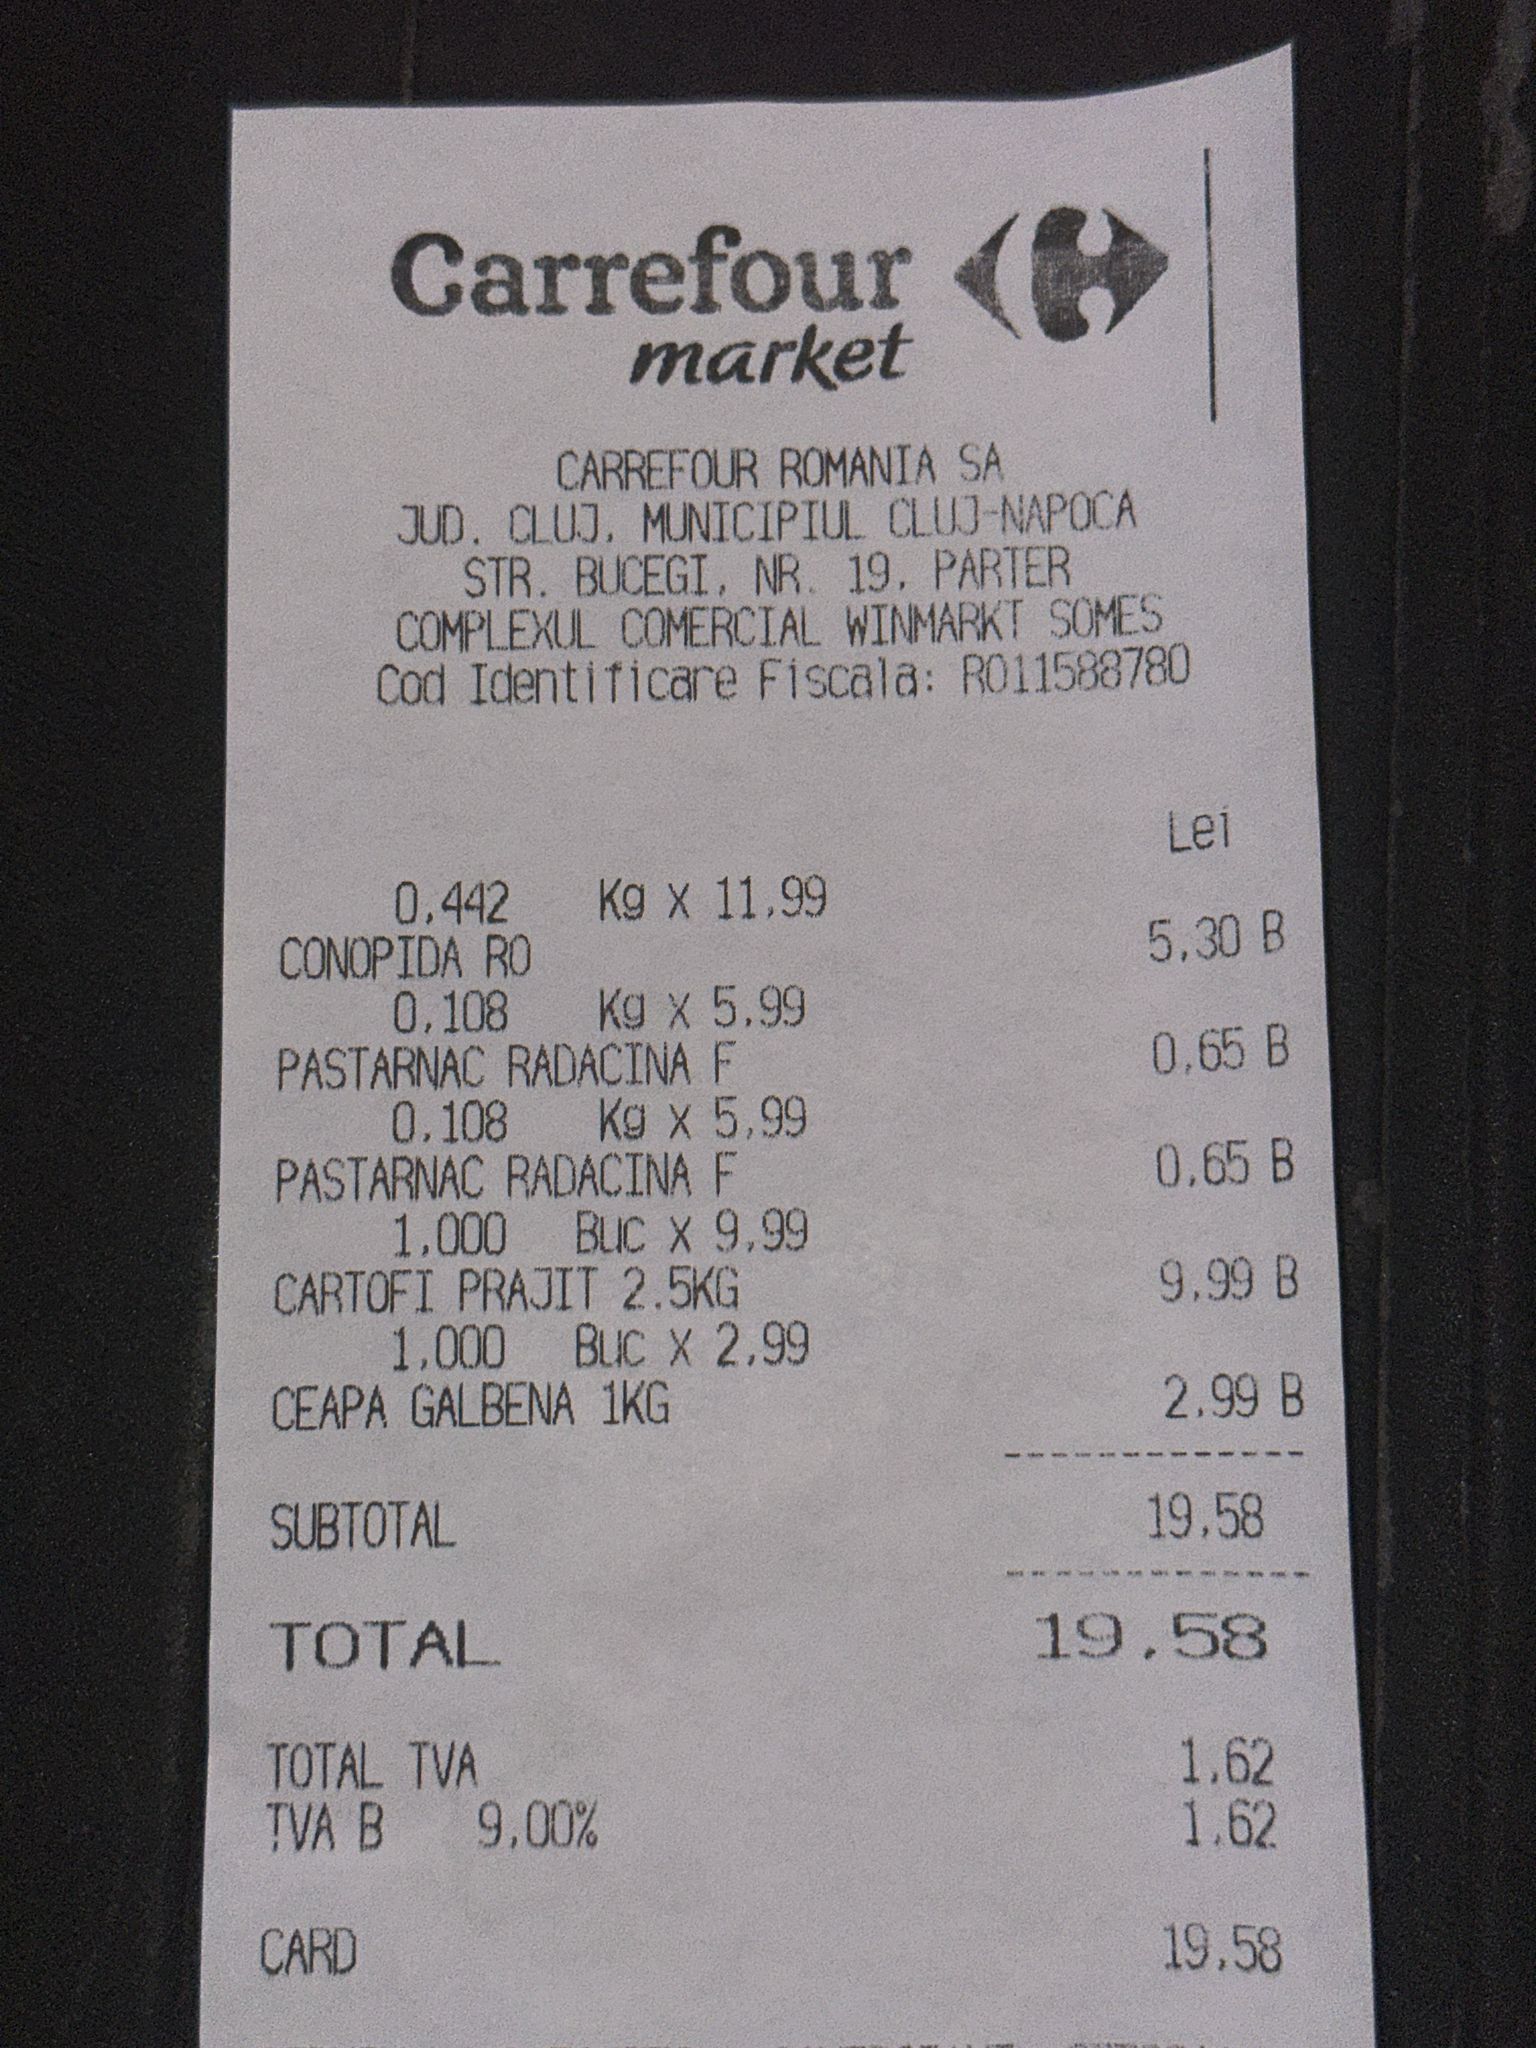 Carrefour
market
CARREFOUR ROMANIA SA
JUD. CLUJ, MUNICIPIUL CLUJ-NAPOCA
STR. BUCEGI, NR. 19, PARTER
COMPLEXUL COMERCIAL WINMARKT SOMES
Cod Identificare Fiscala: RO11588780
Lei
0,442 Kg X 11,99
CONOPIDA RO 5,30 B
0,108 Kg X 5,99
PASTARNAC RADACINA F 0,65 B
0,108 Kg X 5,99
PASTARNAC RADACINA F 0,65 B
1,000 Buc X 9,99
CARTOFI PRAJIT 2.5KG 9,99 B
1,000 Buc X 2,99
CEAPA GALBENA 1KG 2,99 B
SUBTOTAL 19,58
TOTAL 19,58
TOTAL TVA 1,62
TVA B 9,00% 1,62
CARD 19,58